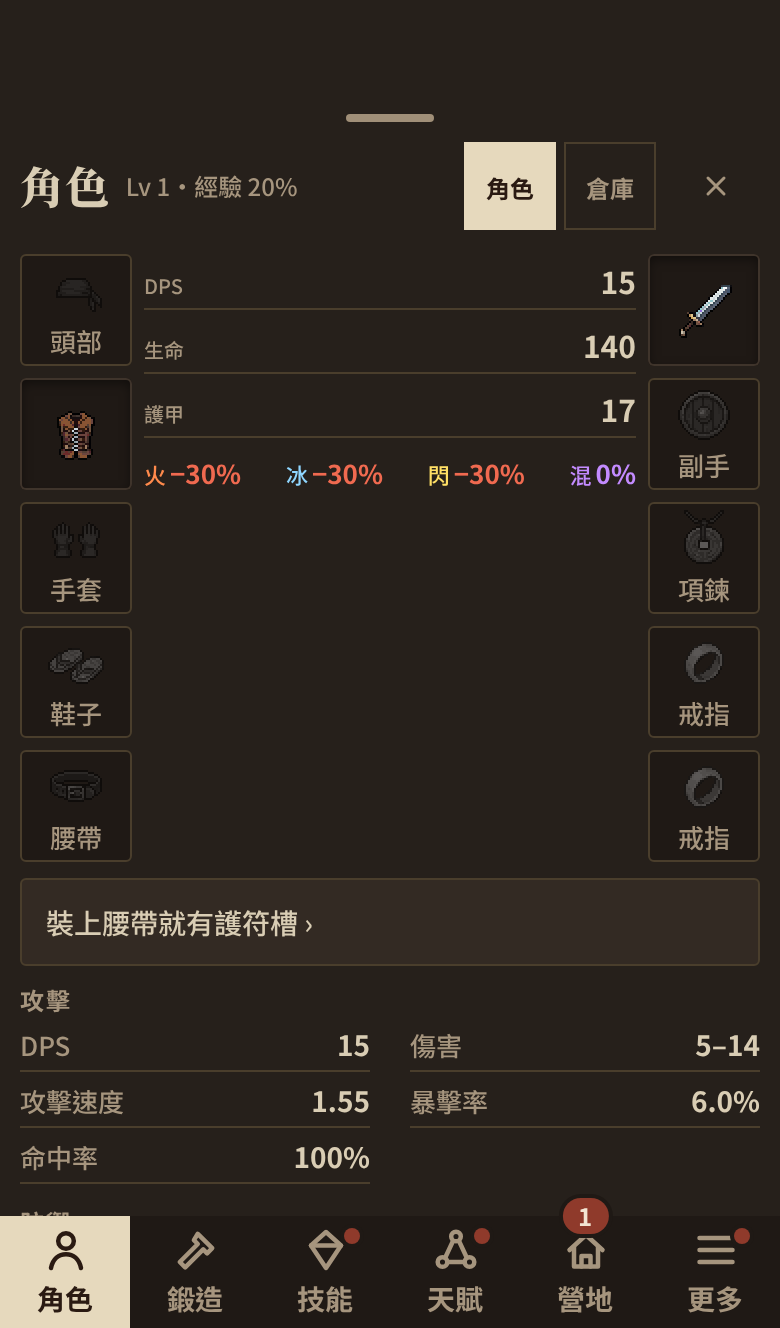 角色 Lv 1・經驗 20% 角色 倉庫 ×
頭部
DPS 15
生命 140
護甲 17
火 −30% 冰 −30% 閃 −30% 混 0%
副手
手套
項鍊
鞋子
戒指
腰帶
戒指
裝上腰帶就有護符槽 ›
攻擊
DPS 15 傷害 5–14
攻擊速度 1.55 暴擊率 6.0%
命中率 100%
1
角色 鍛造 技能 天賦 營地 更多